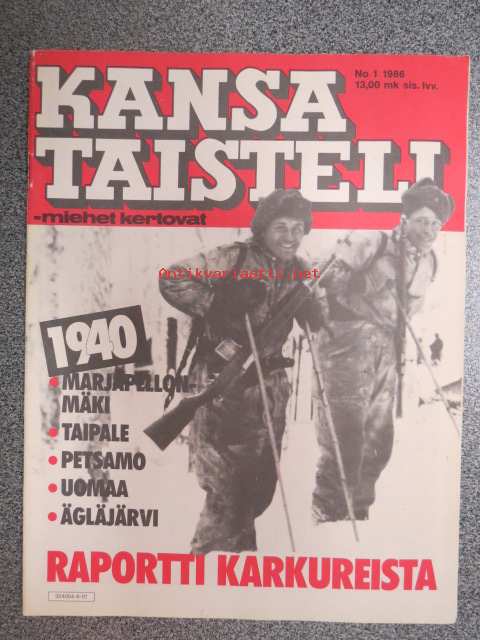 No 1 1986
13,00 mk sis. lvv.
KANSA
TAISTELI
-miehet kertovat
Antikvariaatti.net
1940
• MARJAPELLON-
MÄKI
• TAIPALE
• PETSAMO
• UOMAA
• ÄGLÄJÄRVI
RAPORTTI KARKUREISTA